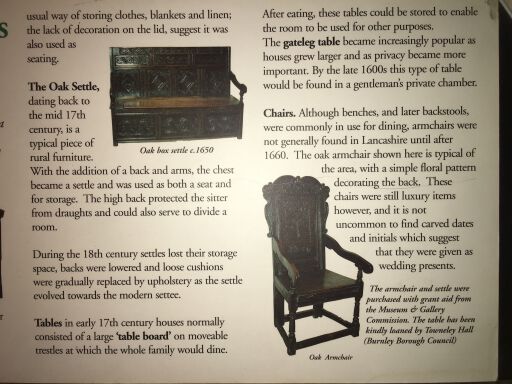 usual way of storing clothes, blankets and linen;
the lack of decoration on the lid, suggest it was
also used as
seating.
The Oak Settle,
dating back to
the mid 17th
century, is a
typical piece of
rural furniture.
Oak box settle c.1650
With the addition of a back and arms, the chest
became a settle and was used as both a seat and
for storage. The high back protected the sitter
from draughts and could also serve to divide a
room.
During the 18th century settles lost their storage
space, backs were lowered and loose cushions
were gradually replaced by upholstery as the settle
evolved towards the modern settee.
Tables in early 17th century houses normally
consisted of a large 'table board' on moveable
trestles at which the whole family would dine.
After eating, these tables could be stored to enable
the room to be used for other purposes.
The gateleg table became increasingly popular as
houses grew larger and as privacy became more
important. By the late 1600s this type of table
would be found in a gentleman's private chamber.
Chairs. Although benches, and later backstools,
were commonly in use for dining, armchairs were
not generally found in Lancashire until after
1660. The oak armchair shown here is typical of
the area, with a simple floral pattern
decorating the back. These
chairs were still luxury items
however, and it is not
uncommon to find carved dates
and initials which suggest
that they were given as
wedding presents.
The armchair and settle were
purchased with grant aid from
the Museum & Gallery
Commission. The table has been
kindly loaned by Towneley Hall
(Burnley Borough Council)
Oak Armchair